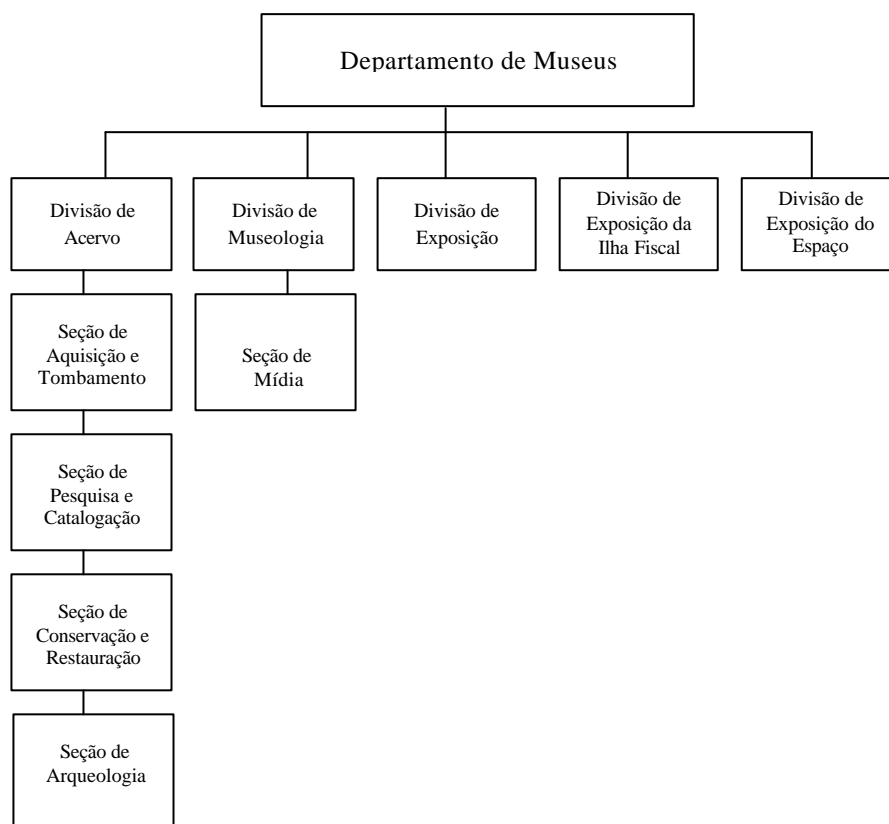 Departamento de Museus
Divisão de
Acervo
Divisão de
Museologia
Divisão de
Exposição
Divisão de
Exposição da
Ilha Fiscal
Divisão de
Exposição do
Espaço
Seção de
Aquisição e
Tombamento
Seção de
Mídia
Seção de
Pesquisa e
Catalogação
Seção de
Conservação e
Restauração
Seção de
Arqueologia